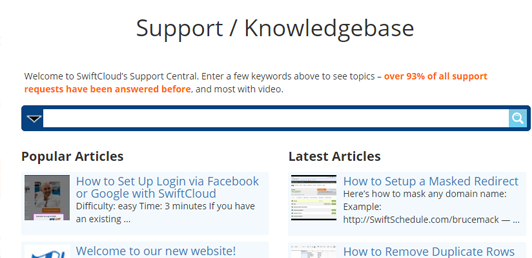 Support / Knowledgebase
Welcome to SwiftCloud's Support Central. Enter a few keywords above to see topics – over 93% of all support
requests have been answered before, and most with video.
Popular Articles
How to Set Up Login via Facebook
or Google with SwiftCloud
Difficulty: easy Time: 3 minutes If you have
an existing ...
Welcome to our new website!
Latest Articles
How to Setup a Masked Redirect
Here's how to mask any domain name:
Example:
http://SwiftSchedule.com/brucemack — ...
How to Remove Duplicate Rows